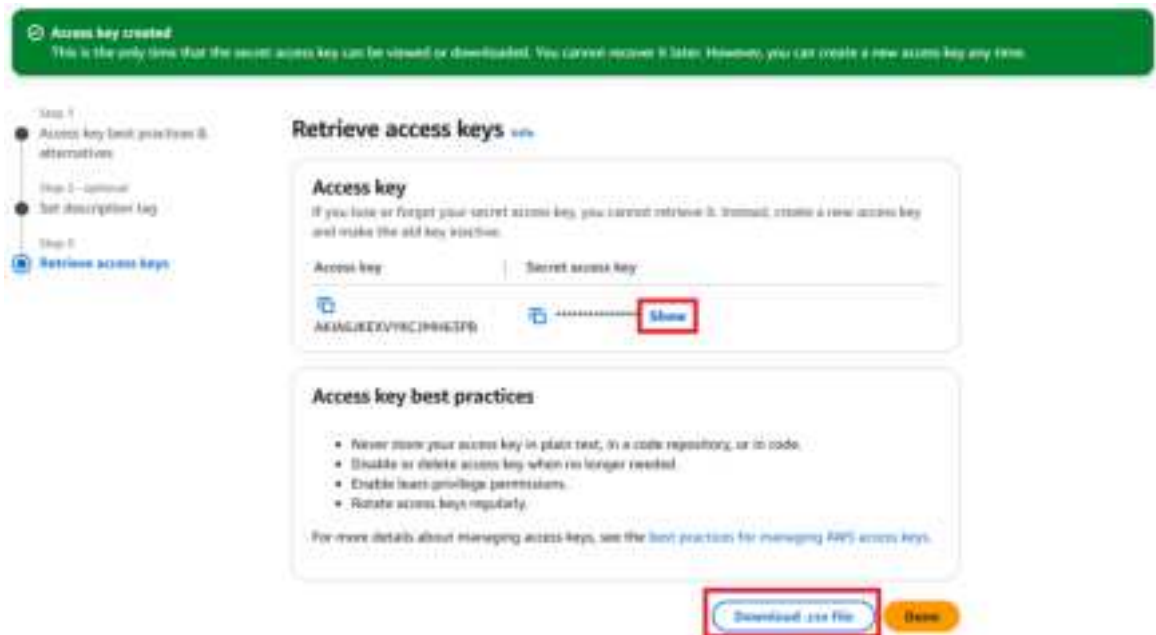 Access key created
This is the only time that the secret access key can be viewed or downloaded. You cannot recover it later. However, you can create a new access key any time.
Step 1
Access key best practices &
alternatives
Step 2 - optional
Set description tag
Step 3
Retrieve access keys
Retrieve access keys Info
Access key
If you lose or forget your secret access key, you cannot retrieve it. Instead, create a new access key
and make the old key inactive.
Access key
Secret access key
*************** Show
Access key best practices
Never store your access key in plain text, in a code repository, or in code.
Disable or delete access key when no longer needed.
Enable least-privilege permissions.
Rotate access keys regularly.
For more details about managing access keys, see the best practices for managing AWS access keys.
Download .csv file
Done